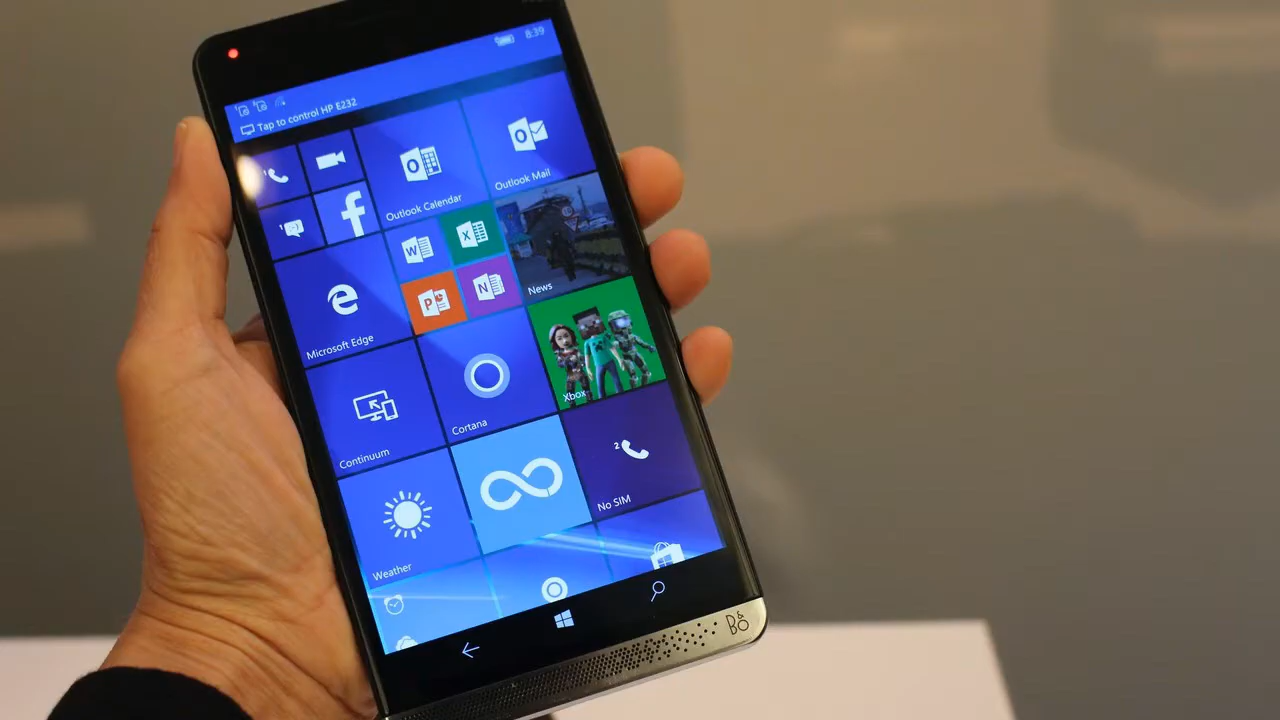 8:39
Tap to control HP E232
Outlook Calendar
Outlook Mail
Microsoft Edge
News
Continuum
Cortana
Xbox
Weather
2
No SIM
B&O